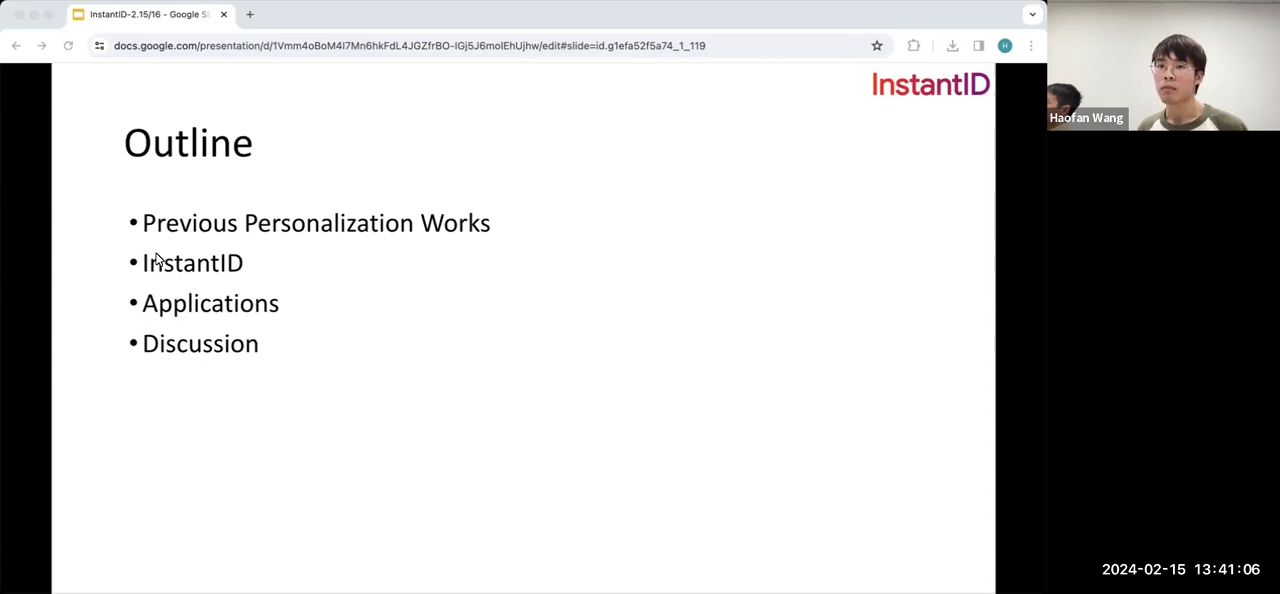 InstantID-2.15/16 - Google Sl
docs.google.com/presentation/d/1Vmm4oBoM4l7Mn6hkFdL4JGZfrBO-IGj5J6molEhUjhw/edit#slide=id.g1efa52f5a74_1_119
H
InstantID
Outline
• Previous Personalization Works
• InstantID
• Applications
• Discussion
Haofan Wang
2024-02-15 13:41:06